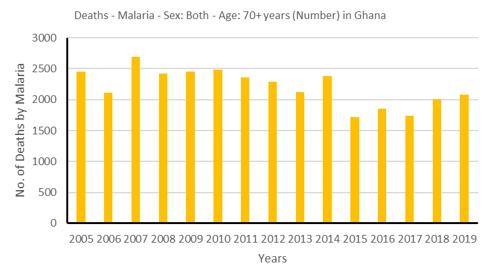 Deaths - Malaria - Sex: Both - Age: 70+ years (Number) in Ghana
3000
2500
2000
1500
1000
500
0
No. of Deaths by Malaria
2005 2006 2007 2008 2009 2010 2011 2012 2013 2014 2015 2016 2017 2018 2019
Years